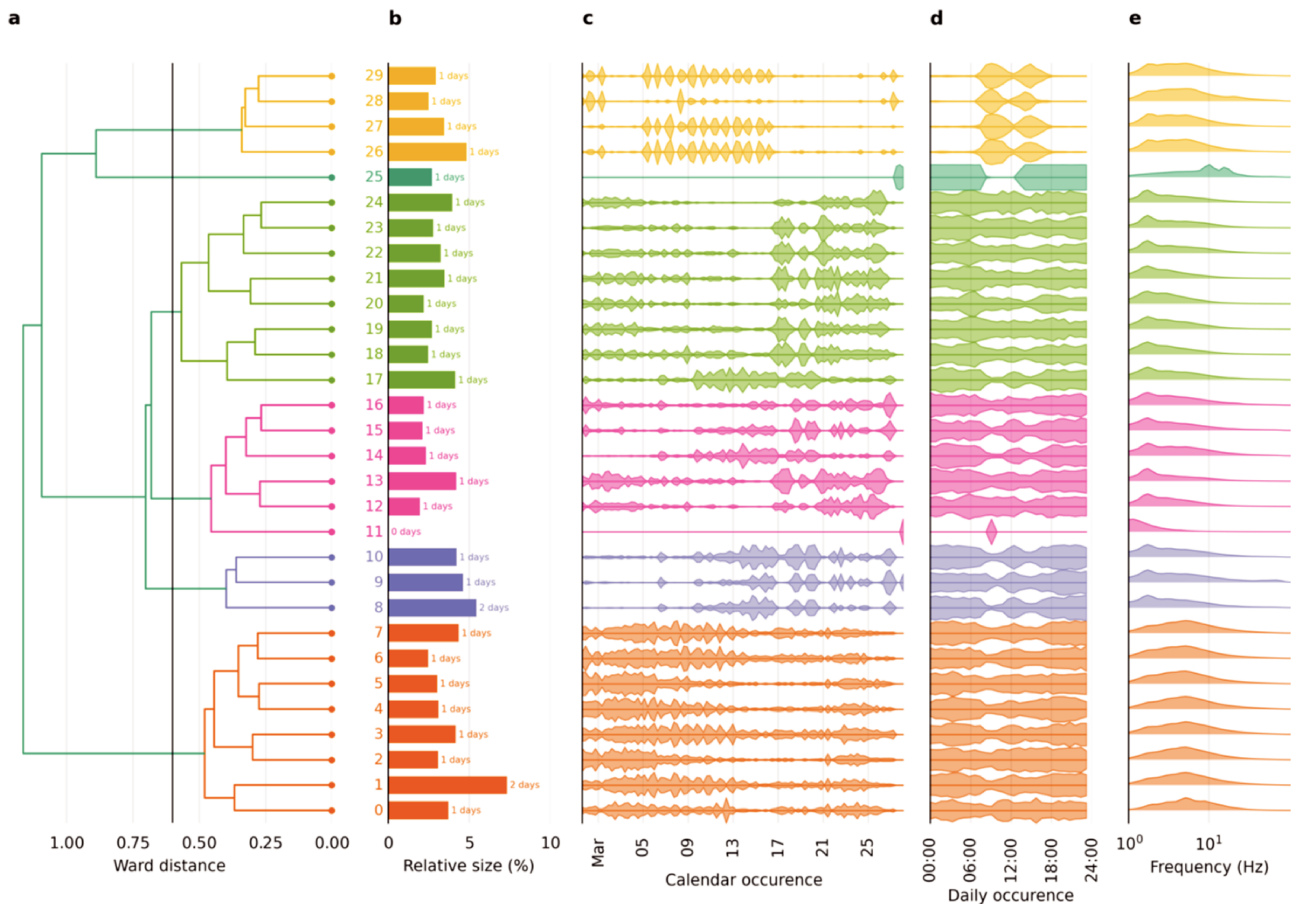 a b c d e
29 1 days
28 1 days
27 1 days
26 1 days
25 1 days
24 1 days
23 1 days
22 1 days
21 1 days
20 1 days
19 1 days
18 1 days
17 1 days
16 1 days
15 1 days
14 1 days
13 1 days
12 1 days
11 0 days
10 1 days
9 1 days
8 2 days
7 1 days
6 1 days
5 1 days
4 1 days
3 1 days
2 1 days
1 2 days
0 1 days
1.00 0.75 0.50 0.25 0.00
Ward distance
0 5 10
Relative size (%)
Mar 05 09 13 17 21 25
Calendar occurence
00:00 06:00 12:00 18:00 24:00
Daily occurence
10⁰ 10¹
Frequency (Hz)